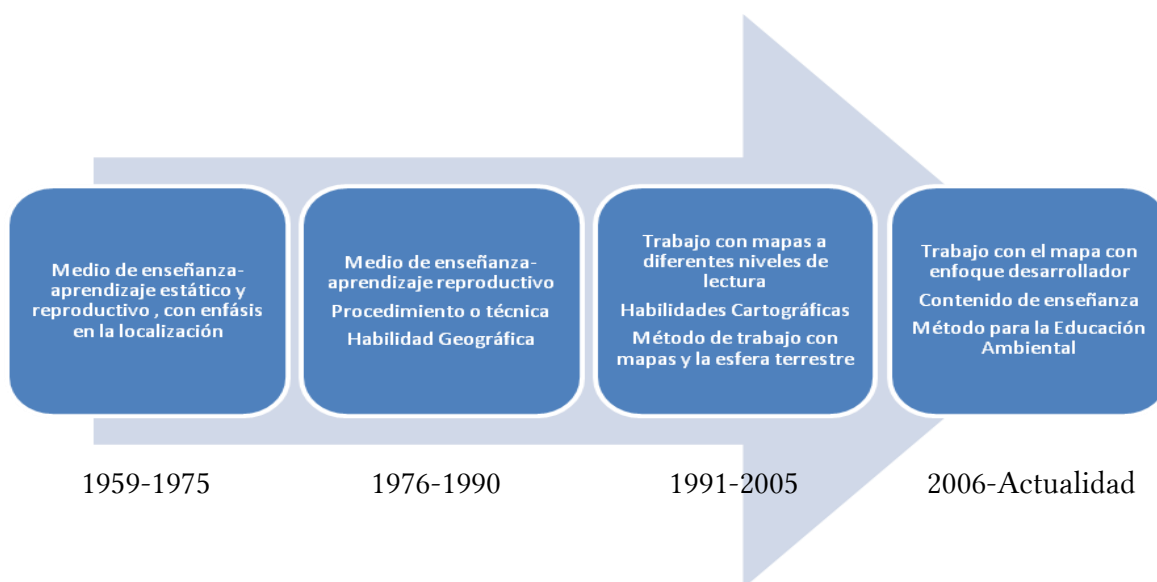 Medio de enseñanza-
aprendizaje estático y
reproductivo , con enfásis
en la localización
Medio de enseñanza-
aprendizaje reproductivo
Procedimiento o técnica
Habilidad Geográfica
Trabajo con mapas a
diferentes niveles de
lectura
Habilidades Cartográficas
Método de trabajo con
mapas y la esfera terrestre
Trabajo con el mapa con
enfoque desarrollador
Contenido de enseñanza
Método para la Educación
Ambiental
1959-1975
1976-1990
1991-2005
2006-Actualidad